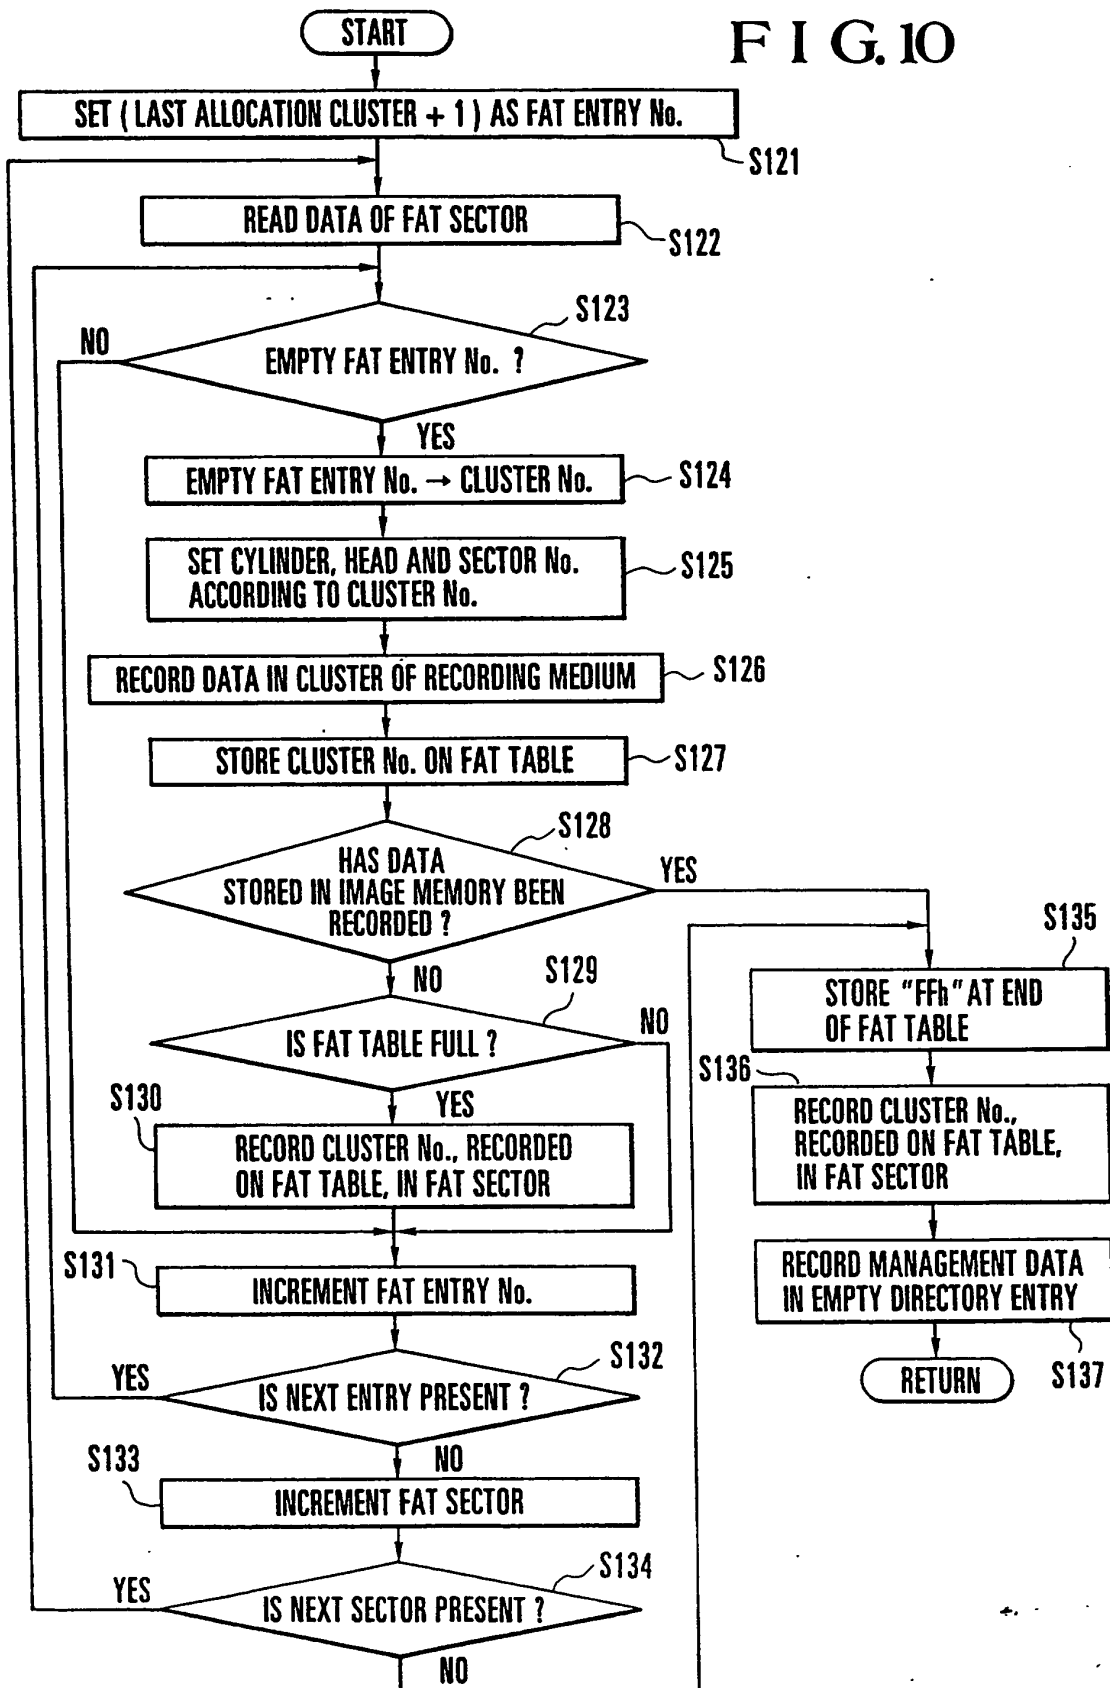 FIG.10
START
SET ( LAST ALLOCATION CLUSTER + 1 ) AS FAT ENTRY No.
S121
READ DATA OF FAT SECTOR
S122
S123
NO
EMPTY FAT ENTRY No. ?
YES
EMPTY FAT ENTRY No. → CLUSTER No.
S124
SET CYLINDER, HEAD AND SECTOR No.
ACCORDING TO CLUSTER No.
S125
RECORD DATA IN CLUSTER OF RECORDING MEDIUM
S126
STORE CLUSTER No. ON FAT TABLE
S127
S128
HAS DATA
STORED IN IMAGE MEMORY BEEN
RECORDED ?
YES
NO
S129
IS FAT TABLE FULL ?
NO
YES
S130
RECORD CLUSTER No., RECORDED
ON FAT TABLE, IN FAT SECTOR
S131
INCREMENT FAT ENTRY No.
S132
YES
IS NEXT ENTRY PRESENT ?
NO
S133
INCREMENT FAT SECTOR
S134
YES
IS NEXT SECTOR PRESENT ?
NO
S135
STORE "FFh" AT END
OF FAT TABLE
S136
RECORD CLUSTER No.,
RECORDED ON FAT TABLE,
IN FAT SECTOR
RECORD MANAGEMENT DATA
IN EMPTY DIRECTORY ENTRY
S137
RETURN